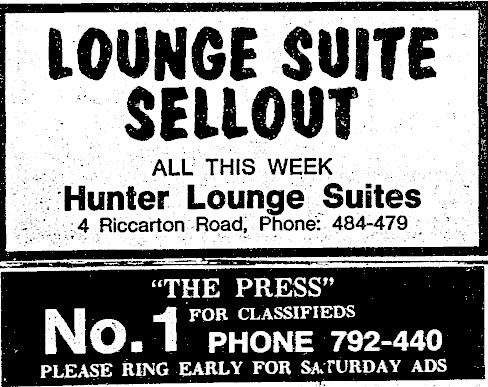 LOUNGE SUITE
SELLOUT
ALL THIS WEEK
Hunter Lounge Suites
4 Riccarton Road, Phone: 484-479
"THE PRESS"
No. 1 FOR CLASSIFIEDS
PHONE 792-440
PLEASE RING EARLY FOR SATURDAY ADS